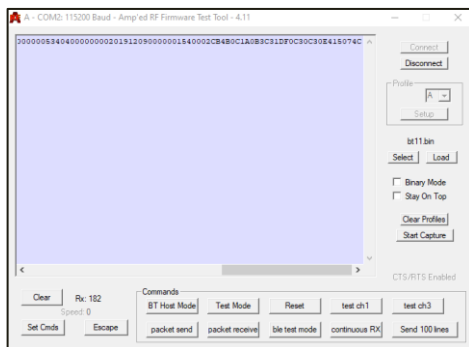 A - COM2: 115200 Baud - Amp'ed RF Firmware Test Tool - 4.11
3000005340400000000201912090000001540002CB4B0C1A0B3C31DF0C30C30E415074C
Connect
Disconnect
Profile
A
Setup
bt11.bin
Select Load
Binary Mode
Stay On Top
Clear Profiles
Start Capture
CTS/RTS Enabled
Clear Rx: 182
Speed: 0
Set Cmds Escape
Commands
BT Host Mode Test Mode Reset test ch1 test ch3
packet send packet receive ble test mode continuous RX Send 100 lines